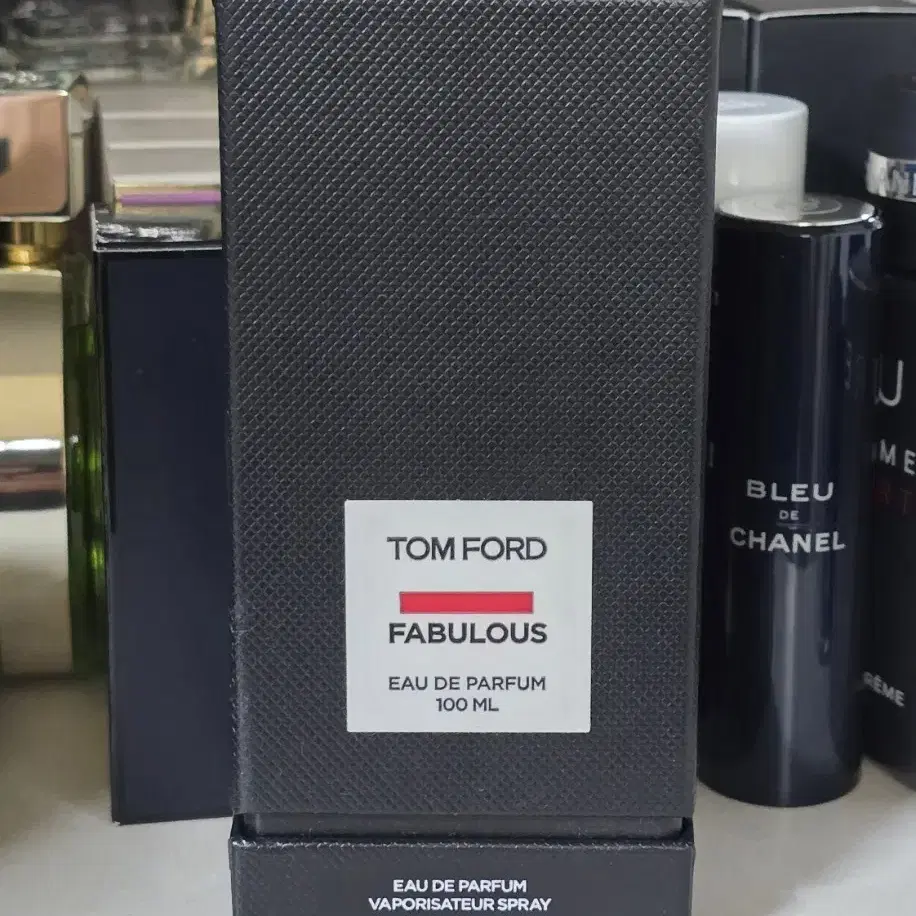 TOM FORD
FABULOUS
EAU DE PARFUM
100 ML
EAU DE PARFUM
VAPORISATEUR SPRAY
BLEU
DE
CHANEL